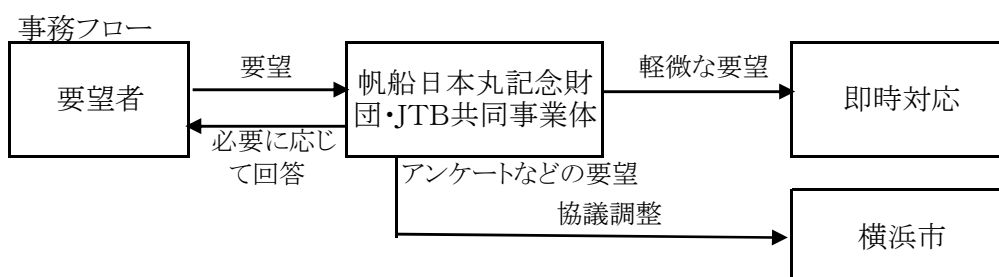 事務フロー
要望者
要望
必要に応じ
て回答
帆船日本丸記念財
団・JTB共同事業体
軽微な要望
即時対応
アンケートなどの要望
協議調整
横浜市